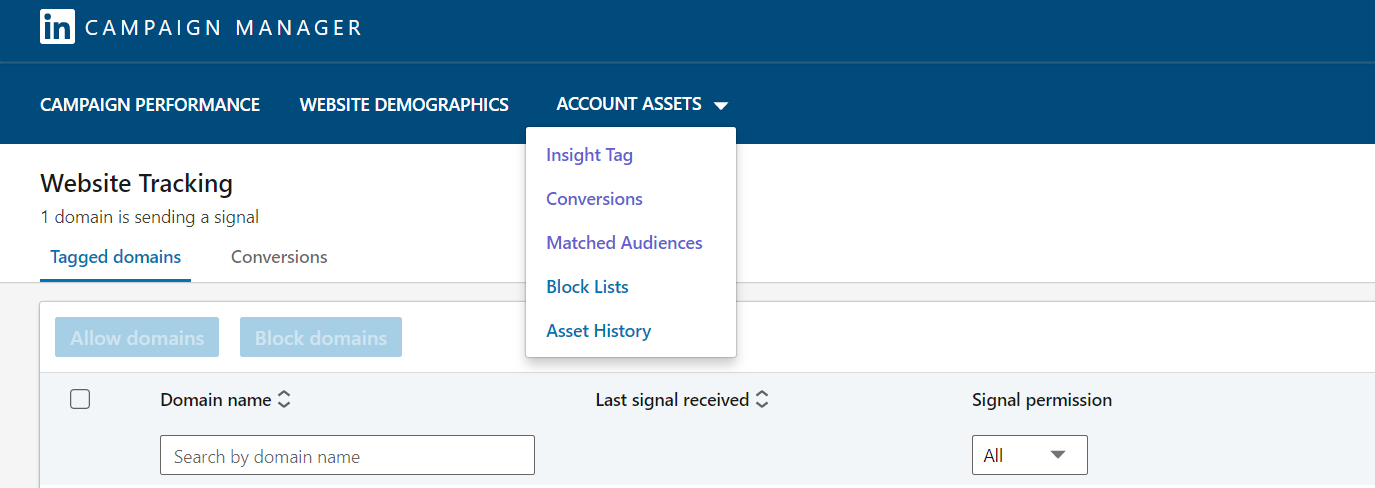 in CAMPAIGN MANAGER
CAMPAIGN PERFORMANCE WEBSITE DEMOGRAPHICS ACCOUNT ASSETS
Insight Tag
Conversions
Matched Audiences
Block Lists
Asset History
Website Tracking
1 domain is sending a signal
Tagged domains Conversions
Allow domains Block domains
Domain name Last signal received Signal permission
Search by domain name All